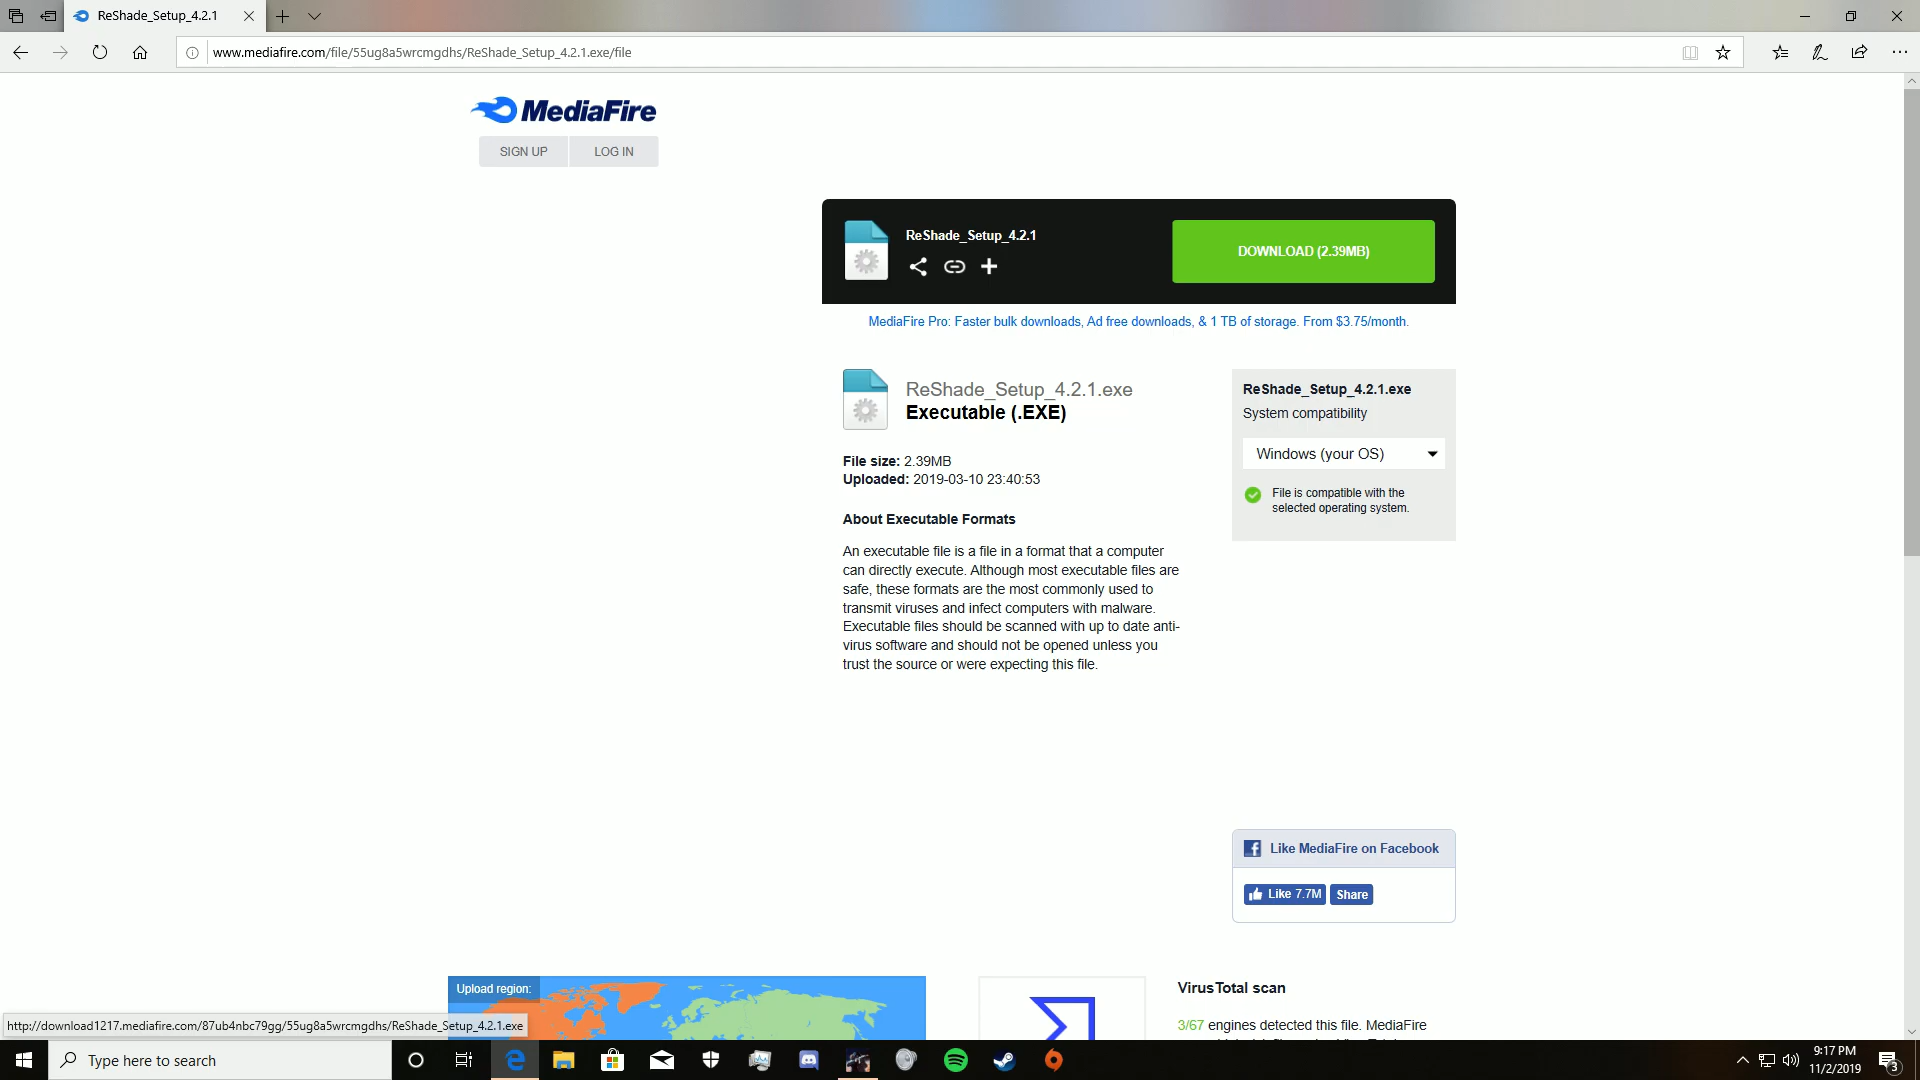 ReShade_Setup_4.2.1
www.mediafire.com/file/55ug8a5wrcmgdhs/ReShade_Setup_4.2.1.exe/file
MediaFire
SIGN UP LOG IN
ReShade_Setup_4.2.1
DOWNLOAD (2.39MB)
MediaFire Pro: Faster bulk downloads, Ad free downloads, & 1 TB of storage. From $3.75/month.
ReShade_Setup_4.2.1.exe
Executable (.EXE)
File size: 2.39MB
Uploaded: 2019-03-10 23:40:53
About Executable Formats
An executable file is a file in a format that a computer
can directly execute. Although most executable files are
safe, these formats are the most commonly used to
transmit viruses and infect computers with malware.
Executable files should be scanned with up to date anti-
virus software and should not be opened unless you
trust the source or were expecting this file.
ReShade_Setup_4.2.1.exe
System compatibility
Windows (your OS)
File is compatible with the
selected operating system.
Like MediaFire on Facebook
Like 7.7M Share
Upload region:
VirusTotal scan
3/67 engines detected this file. MediaFire
http://download1217.mediafire.com/87ub4nbc79gg/55ug8a5wrcmgdhs/ReShade_Setup_4.2.1.exe
Type here to search
9:17 PM
11/2/2019
3